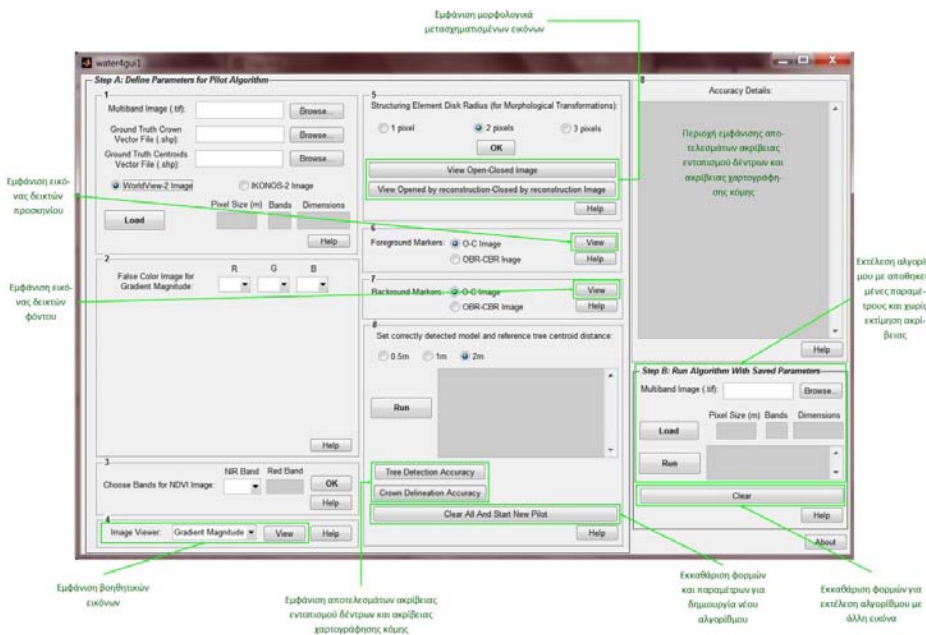 Εμφάνιση μορφολογικά
μετασχηματισμένων εικόνων
water4gui1
Step A: Define Parameters for Pilot Algorithm
1
Multiband Image (.tif):
Browse...
Ground Truth Crown
Vector File (.shp):
Browse...
Ground Truth Centroids
Vector File (.shp):
Browse...
WorldView-2 Image
IKONOS-2 Image
Pixel Size (m) Bands Dimensions
Load
Help
2
False Color Image for
Gradient Magnitude:
R G B
Help
3
NIR Band Red Band
Choose Bands for NDVI Image:
OK
Help
4
Image Viewer: Gradient Magnitude View Help
5
Structuring Element Disk Radius (for Morphological Transformations):
1 pixel 2 pixels 3 pixels
OK
View Open-Closed Image
View Opened by reconstruction-Closed by reconstruction Image
Help
6
Foreground Markers: O-C Image View
OBR-CBR Image Help
7
Backround Markers: O-C Image View
OBR-CBR Image Help
8
Set correctly detected model and reference tree centroid distance:
0.5m 1m 2m
Run
Tree Detection Accuracy
Crown Delineation Accuracy
Clear All And Start New Pilot
Help
Accuracy Details:
Περιοχή εμφάνισης απο-
τελεσμάτων ακρίβειας
εντοπισμού δέντρων και
ακρίβειας χαρτογράφη-
σης κόμης
Help
Step B: Run Algorithm With Saved Parameters
Multiband Image (.tif): Browse...
Pixel Size (m) Bands Dimensions
Load
Run
Clear
Help
About
Εμφάνιση εικό-
νας δεικτών
προσκηνίου
Εμφάνιση εικό-
νας δεικτών
φόντου
Εκτέλεση αλγορίθ
μου με αποθηκευ
μένες παραμέ-
τρους και χωρίς
εκτίμηση ακρί-
βειας
Εμφάνιση βοηθητικών
εικόνων
Εμφάνιση αποτελεσμάτων ακρίβειας
εντοπισμού δέντρων και ακρίβειας
χαρτογράφησης κόμης
Εκκαθάριση φορμών
και παραμέτρων για
δημιουργία νέου
αλγορίθμου
Εκκαθάριση φορμών για
εκτέλεση αλγορίθμου με
άλλη εικόνα